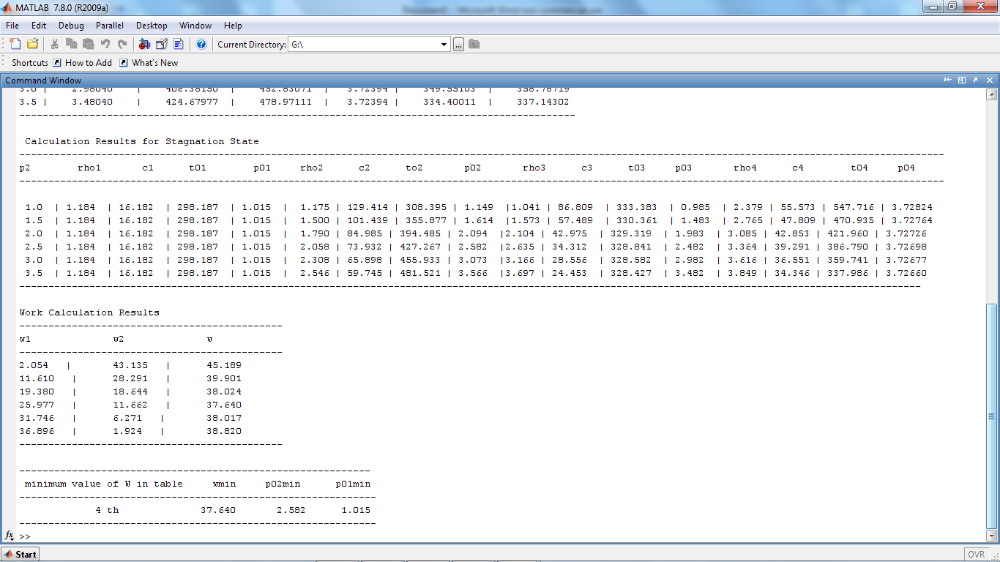 MATLAB 7.8.0 (R2009a)
File Edit Debug Parallel Desktop Window Help
Current Directory: G:\ ...
Shortcuts How to Add What's New
Command Window
3.0 | 2.98040 | 406.38150 | 452.83071 | 3.72394 | 349.55103 | 358.78719
3.5 | 3.48040 | 424.67977 | 478.97111 | 3.72394 | 334.40011 | 337.14302
-----------------------------------------------------------------------------------------------
Calculation Results for Stagnation State
--------------------------------------------------------------------------------------------------------------------------------------------------------------
p2 rho1 c1 t01 p01 rho2 c2 to2 p02 rho3 c3 t03 p03 rho4 c4 t04 p04
--------------------------------------------------------------------------------------------------------------------------------------------------------------
1.0 | 1.184 | 16.182 | 298.187 | 1.015 | 1.175 | 129.414 | 308.395 | 1.149 |1.041 | 86.809 | 333.383 | 0.985 | 2.379 | 55.573 | 547.716 | 3.72824
1.5 | 1.184 | 16.182 | 298.187 | 1.015 | 1.500 | 101.439 | 355.877 | 1.614 |1.573 | 57.489 | 330.361 | 1.483 | 2.765 | 47.809 | 470.935 | 3.72764
2.0 | 1.184 | 16.182 | 298.187 | 1.015 | 1.790 | 84.985 | 394.485 | 2.094 |2.104 | 42.975 | 329.319 | 1.983 | 3.085 | 42.853 | 421.960 | 3.72726
2.5 | 1.184 | 16.182 | 298.187 | 1.015 | 2.058 | 73.932 | 427.267 | 2.582 |2.635 | 34.312 | 328.841 | 2.482 | 3.364 | 39.291 | 386.790 | 3.72698
3.0 | 1.184 | 16.182 | 298.187 | 1.015 | 2.308 | 65.898 | 455.933 | 3.073 |3.166 | 28.556 | 328.582 | 2.982 | 3.616 | 36.551 | 359.741 | 3.72677
3.5 | 1.184 | 16.182 | 298.187 | 1.015 | 2.546 | 59.745 | 481.521 | 3.566 |3.697 | 24.453 | 328.427 | 3.482 | 3.849 | 34.346 | 337.986 | 3.72660
----------------------------------------------------------------------------------------------------------------------------------------------------------
Work Calculation Results
---------------------------------------------
w1 w2 w
---------------------------------------------
2.054 | 43.135 | 45.189
11.610 | 28.291 | 39.901
19.380 | 18.644 | 38.024
25.977 | 11.662 | 37.640
31.746 | 6.271 | 38.017
36.896 | 1.924 | 38.820
---------------------------------------------
------------------------------------------------------------
minimum value of W in table wmin p02min p01min
-------------------------------------------------------------
4 th 37.640 2.582 1.015
-------------------------------------------------------------
fx >>
Start OVR